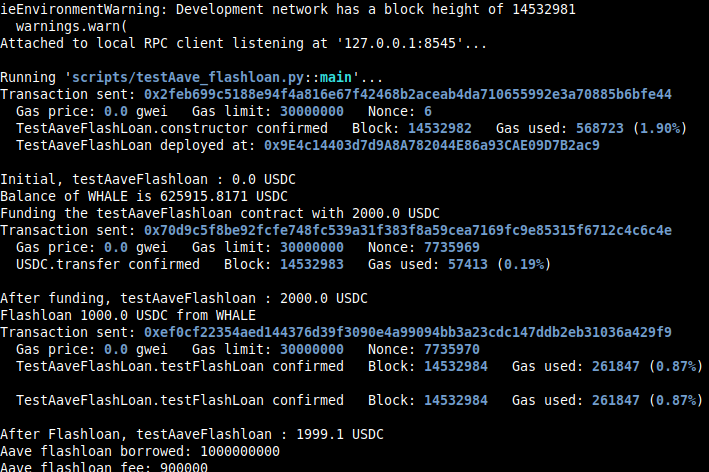 ieEnvironmentWarning: Development network has a block height of 14532981
warnings.warn(
Attached to local RPC client listening at '127.0.0.1:8545'...
Running 'scripts/testAave_flashloan.py::main'...
Transaction sent: 0x2feb699c5188e94f4a816e67f42468b2aceab4da710655992e3a70885b6bfe44
Gas price: 0.0 gwei   Gas limit: 30000000   Nonce: 6
TestAaveFlashLoan.constructor confirmed   Block: 14532982   Gas used: 568723 (1.90%)
TestAaveFlashLoan deployed at: 0x9E4c14403d7d9A8A782044E86a93CAE09D7B2ac9
Initial, testAaveFlashloan : 0.0 USDC
Balance of WHALE is 625915.8171 USDC
Funding the testAaveFlashloan contract with 2000.0 USDC
Transaction sent: 0x70d9c5f8be92fcfe748fc539a31f383f8a59cea7169fc9e85315f6712c4c6c4e
Gas price: 0.0 gwei   Gas limit: 30000000   Nonce: 7735969
USDC.transfer confirmed   Block: 14532983   Gas used: 57413 (0.19%)
After funding, testAaveFlashloan : 2000.0 USDC
Flashloan 1000.0 USDC from WHALE
Transaction sent: 0xef0cf22354aed144376d39f3090e4a99094bb3a23cdc147ddb2eb31036a429f9
Gas price: 0.0 gwei   Gas limit: 30000000   Nonce: 7735970
TestAaveFlashLoan.testFlashLoan confirmed   Block: 14532984   Gas used: 261847 (0.87%)
TestAaveFlashLoan.testFlashLoan confirmed   Block: 14532984   Gas used: 261847 (0.87%)
After Flashloan, testAaveFlashloan : 1999.1 USDC
Aave flashloan borrowed: 1000000000
Aave flashloan fee: 900000